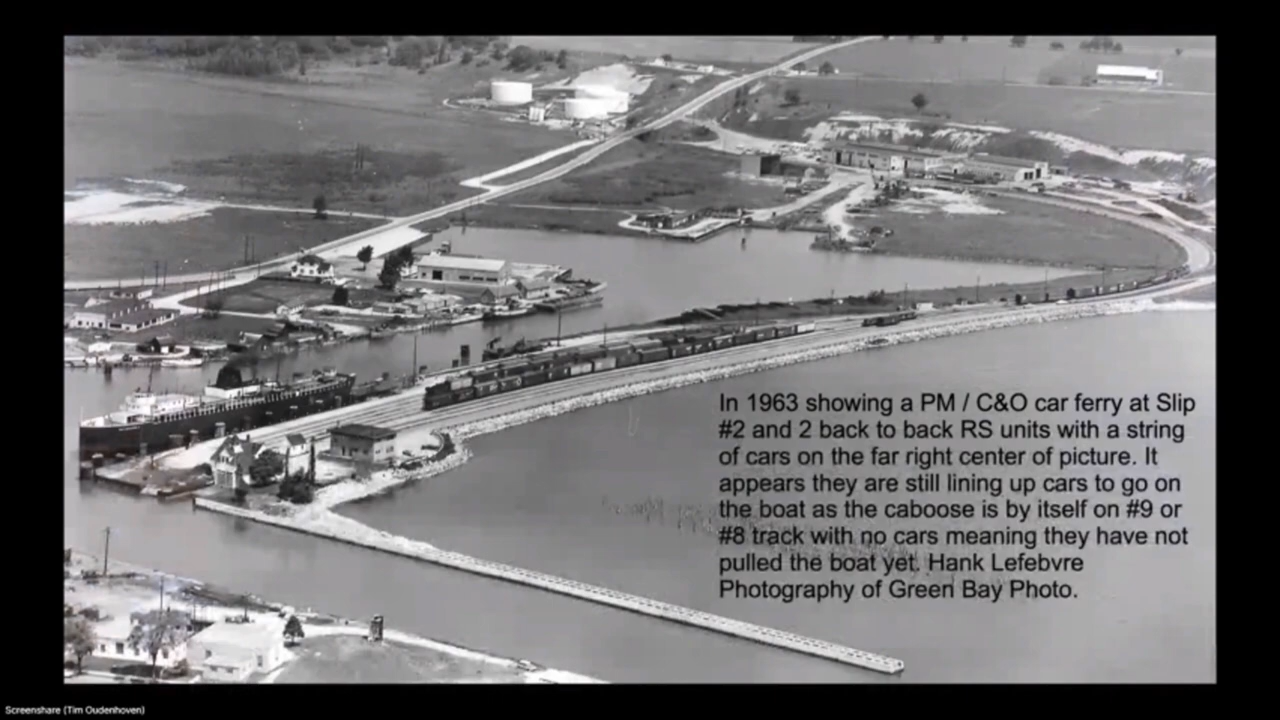 In 1963 showing a PM / C&O car ferry at Slip
#2 and 2 back to back RS units with a string
of cars on the far right center of picture. It
appears they are still lining up cars to go on
the boat as the caboose is by itself on #9 or
#8 track with no cars meaning they have not
pulled the boat yet. Hank Lefebvre
Photography of Green Bay Photo.
Screenshare (Tim Oudenhoven)